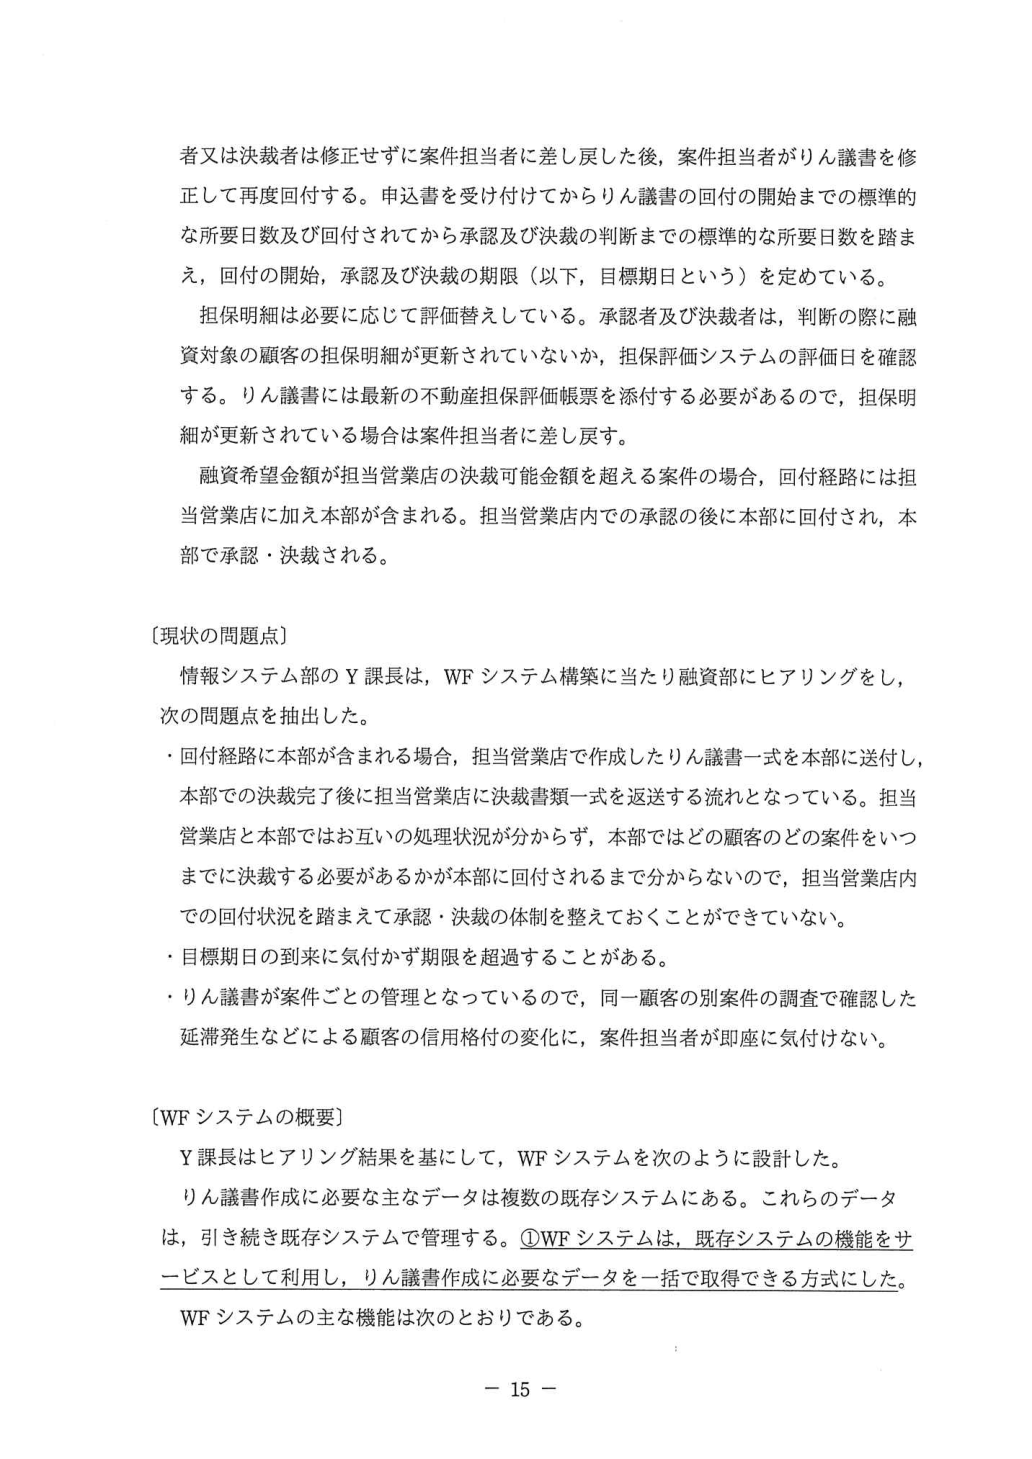 者又は決裁者は修正せずに案件担当者に差し戻した後，案件担当者がりん議書を修
正して再度回付する。申込書を受け付けてからりん議書の回付の開始までの標準的
な所要日数及び回付されてから承認及び決裁の判断までの標準的な所要日数を踏ま
え，回付の開始，承認及び決裁の期限（以下，目標期日という）を定めている。
担保明細は必要に応じて評価替えしている。承認者及び決裁者は，判断の際に融
資対象の顧客の担保明細が更新されていないか，担保評価システムの評価日を確認
する。りん議書には最新の不動産担保評価帳票を添付する必要があるので，担保明
細が更新されている場合は案件担当者に差し戻す。
融資希望金額が担当営業店の決裁可能金額を超える案件の場合，回付経路には担
当営業店に加え本部が含まれる。担当営業店内での承認の後に本部に回付され，本
部で承認・決裁される。
〔現状の問題点〕
情報システム部の Y 課長は，WF システム構築に当たり融資部にヒアリングをし，
次の問題点を抽出した。
・回付経路に本部が含まれる場合，担当営業店で作成したりん議書一式を本部に送付し，
本部での決裁完了後に担当営業店に決裁書類一式を返送する流れとなっている。担当
営業店と本部ではお互いの処理状況が分からず，本部ではどの顧客のどの案件をいつ
までに決裁する必要があるかが本部に回付されるまで分からないので，担当営業店内
での回付状況を踏まえて承認・決裁の体制を整えておくことができていない。
・目標期日の到来に気付かず期限を超過することがある。
・りん議書が案件ごとの管理となっているので，同一顧客の別案件の調査で確認した
延滞発生などによる顧客の信用格付の変化に，案件担当者が即座に気付けない。
〔WF システムの概要〕
Y 課長はヒアリング結果を基にして，WF システムを次のように設計した。
りん議書作成に必要な主なデータは複数の既存システムにある。これらのデータ
は，引き続き既存システムで管理する。①WF システムは，既存システムの機能をサ
ービスとして利用し，りん議書作成に必要なデータを一括で取得できる方式にした。
WF システムの主な機能は次のとおりである。
－ 15 －